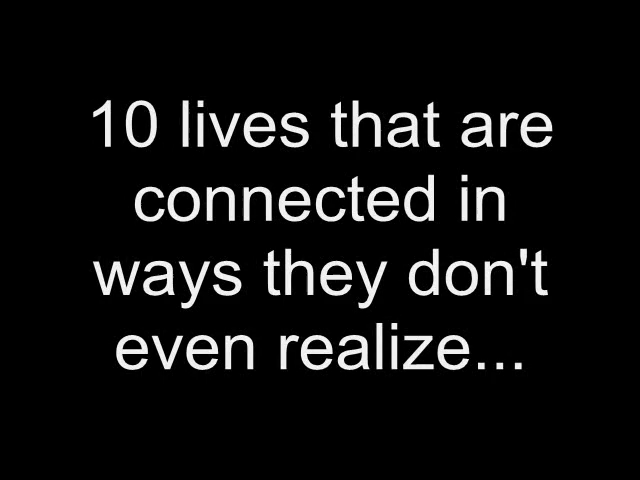 10 lives that are
connected in
ways they don't
even realize...